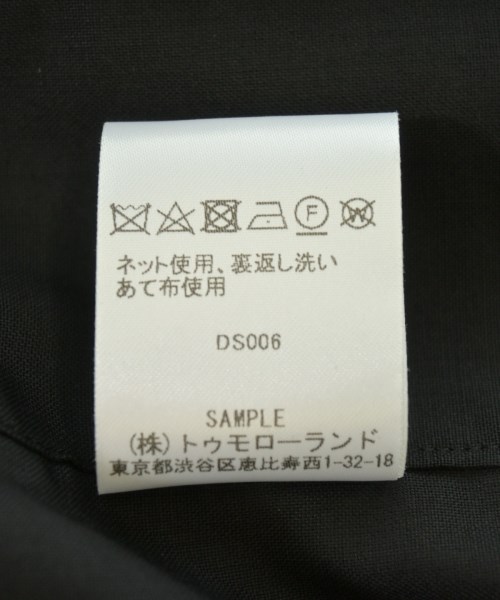 F W
ネット使用、裏返し洗い
あて布使用
DS006
SAMPLE
(株)トゥモローランド
東京都渋谷区恵比寿西1-32-18